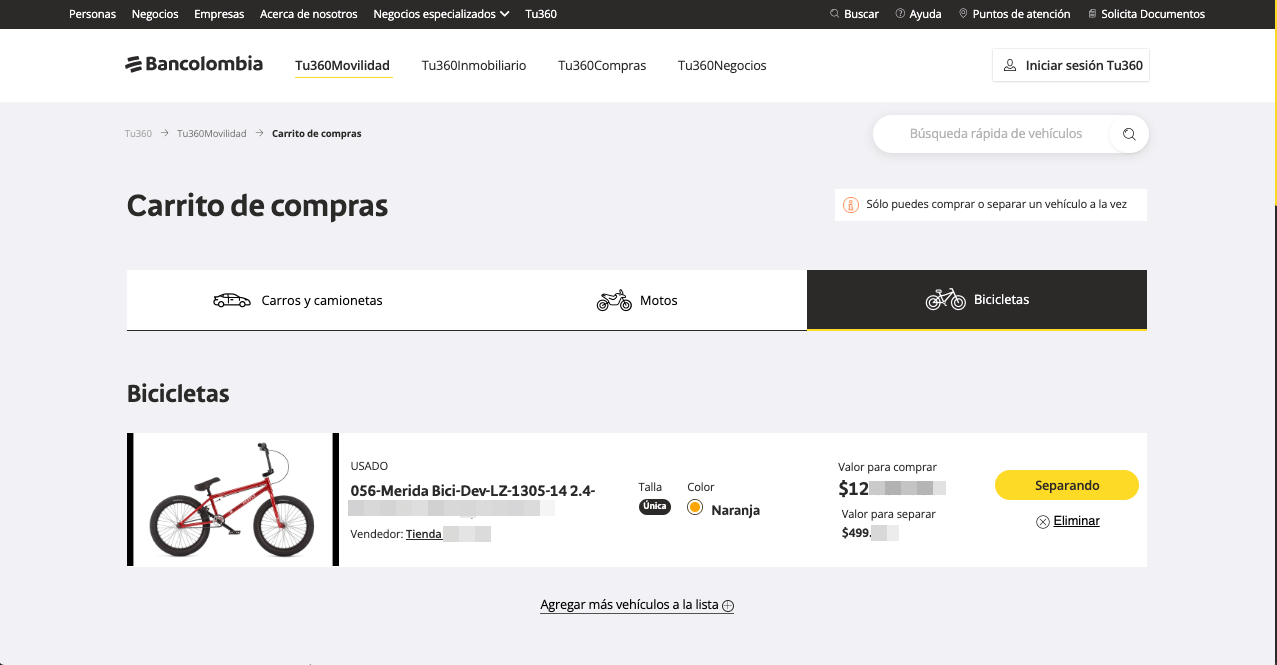 Personas Negocios Empresas Acerca de nosotros Negocios especializados Tu360 Buscar Ayuda Puntos de atención Solicita Documentos
Bancolombia Tu360Movilidad Tu360Inmobiliario Tu360Compras Tu360Negocios Iniciar sesión Tu360
Tu360 → Tu360Movilidad → Carrito de compras
Búsqueda rápida de vehículos
Carrito de compras
Sólo puedes comprar o separar un vehículo a la vez
Carros y camionetas Motos Bicicletas
Bicicletas
USADO
056-Merida Bici-Dev-LZ-1305-14 2.4-
Vendedor: Tienda
Talla
Única
Color
Naranja
Valor para comprar
$12
Valor para separar
$499.
Separando
Eliminar
Agregar más vehículos a la lista